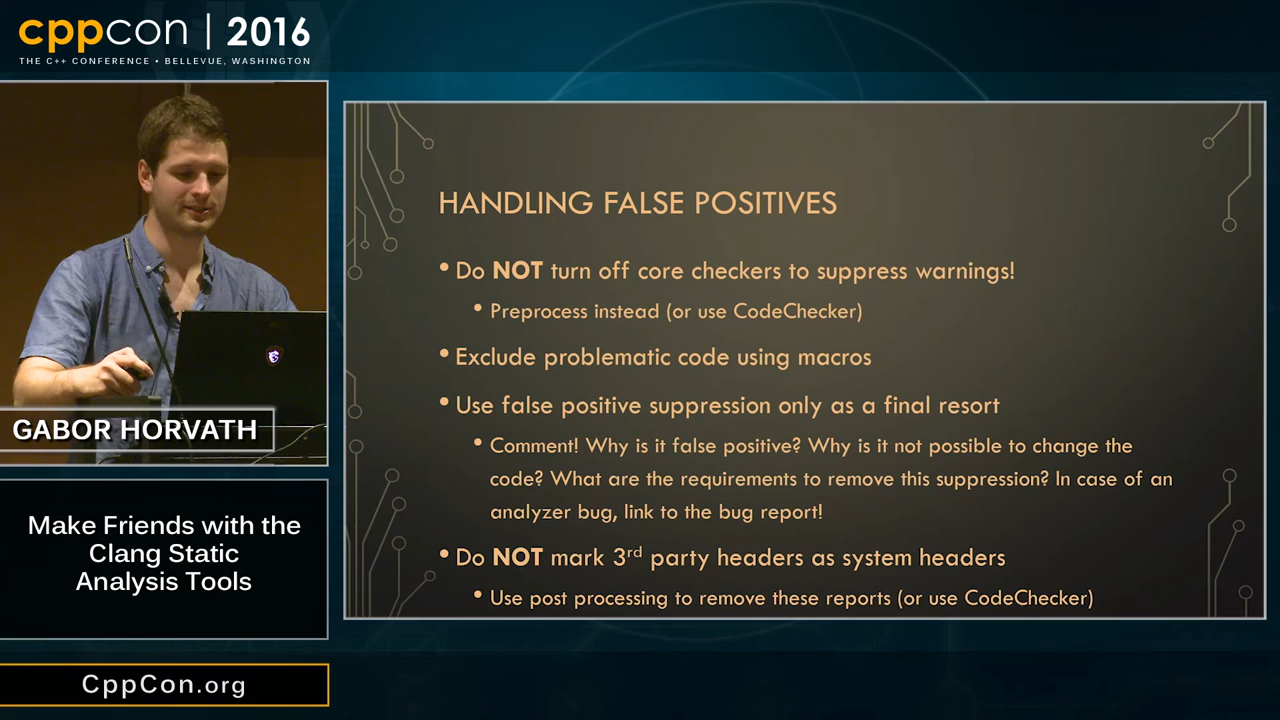 cppcon | 2016
THE C++ CONFERENCE • BELLEVUE, WASHINGTON
HANDLING FALSE POSITIVES
• Do NOT turn off core checkers to suppress warnings!
• Preprocess instead (or use CodeChecker)
• Exclude problematic code using macros
• Use false positive suppression only as a final resort
• Comment! Why is it false positive? Why is it not possible to change the
code? What are the requirements to remove this suppression? In case of an
analyzer bug, link to the bug report!
• Do NOT mark 3rd party headers as system headers
• Use post processing to remove these reports (or use CodeChecker)
GABOR HORVATH
Make Friends with the
Clang Static
Analysis Tools
CppCon.org